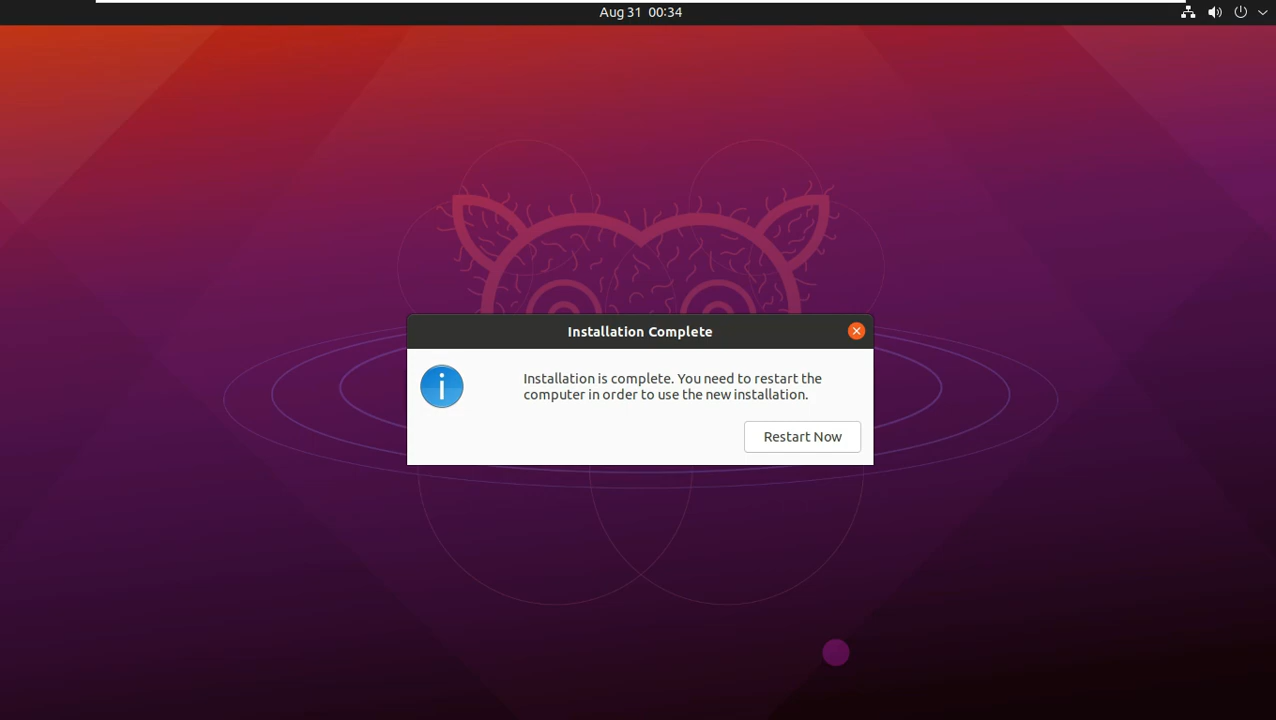 Aug 31 00:34
Installation Complete
Installation is complete. You need to restart the
computer in order to use the new installation.
Restart Now